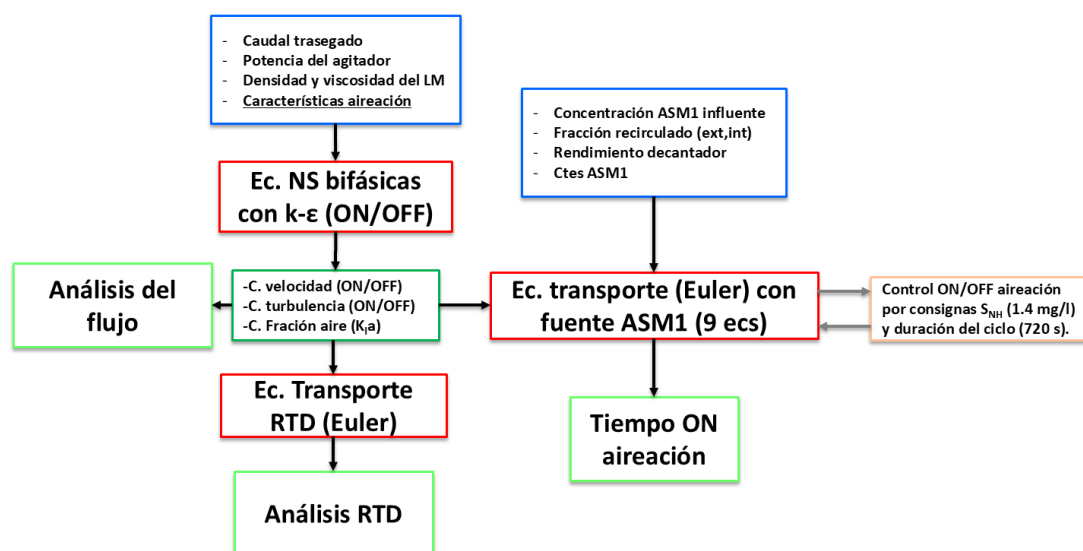 - Caudal trasegado
- Potencia del agitador
- Densidad y viscosidad del LM
- Características aireación
- Concentración ASM1 influente
- Fracción recirculado (ext,int)
- Rendimiento decantador
- Ctes ASM1
Ec. NS bifásicas
con k-ε (ON/OFF)
Análisis del
flujo
-C. velocidad (ON/OFF)
-C. turbulencia (ON/OFF)
-C. Fración aire (Kla)
Ec. transporte (Euler) con
fuente ASM1 (9 ecs)
Control ON/OFF aireación
por consignas SNH (1.4 mg/l)
y duración del ciclo (720 s).
Ec. Transporte
RTD (Euler)
Tiempo ON
aireación
Análisis RTD